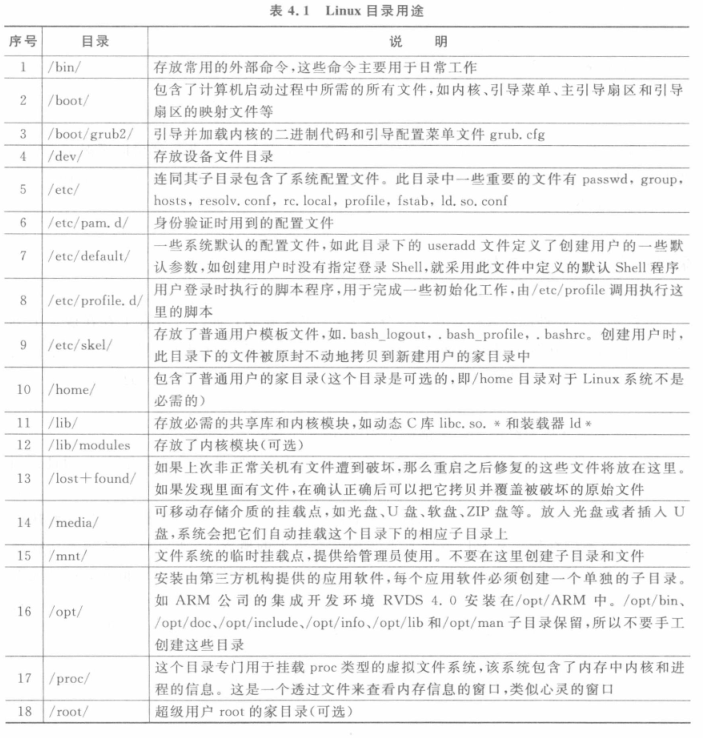 表 4.1 Linux 目录用途
序号 目录 说 明
1 /bin/ 存放常用的外部命令,这些命令主要用于日常工作
2 /boot/ 包含了计算机启动过程中所需的所有文件,如内核、引导菜单、主引导扇区和引导
扇区的映射文件等
3 /boot/grub2/ 引导并加载内核的二进制代码和引导配置菜单文件 grub.cfg
4 /dev/ 存放设备文件目录
5 /etc/ 连同其子目录包含了系统配置文件。此目录中一些重要的文件有 passwd, group,
hosts, resolv.conf, rc.local, profile, fstab, ld.so.conf
6 /etc/pam.d/ 身份验证时用到的配置文件
7 /etc/default/ 一些系统默认的配置文件,如此目录下的 useradd 文件定义了创建用户的一些默
认参数,如创建用户时没有指定登录 Shell,就采用此文件中定义的默认 Shell 程序
8 /etc/profile.d/ 用户登录时执行的脚本程序,用于完成一些初始化工作,由/etc/profile 调用执行这
里的脚本
9 /etc/skel/ 存放了普通用户模板文件,如.bash_logout, .bash_profile, .bashrc。创建用户时,
此目录下的文件被原封不动地拷贝到新建用户的家目录中
10 /home/ 包含了普通用户的家目录(这个目录是可选的,即/home 目录对于 Linux 系统不是
必需的)
11 /lib/ 存放必需的共享库和内核模块,如动态 C 库 libc.so.*和装载器 ld*
12 /lib/modules 存放了内核模块(可选)
13 /lost+found/ 如果上次非正常关机有文件遭到破坏,那么重启之后修复的这些文件将放在这里。
如果发现里面有文件,在确认正确后可以把它拷贝并覆盖被破坏的原始文件
14 /media/ 可移动存储介质的挂载点,如光盘、U 盘、软盘、ZIP 盘等。放入光盘或者插入 U
盘,系统会把它们自动挂载这个目录下的相应子目录上
15 /mnt/ 文件系统的临时挂载点,提供给管理员使用。不要在这里创建子目录和文件
16 /opt/ 安装由第三方机构提供的应用软件,每个应用软件必须创建一个单独的子目录。
如 ARM 公司的集成开发环境 RVDS 4.0 安装在/opt/ARM 中。/opt/bin、
/opt/doc、/opt/include、/opt/info、/opt/lib 和/opt/man 子目录保留,所以不要手工
创建这些目录
17 /proc/ 这个目录专门用于挂载 proc 类型的虚拟文件系统,该系统包含了内存中内核和进
程的信息。这是一个透过文件来查看内存信息的窗口,类似心灵的窗口
18 /root/ 超级用户 root 的家目录(可选)